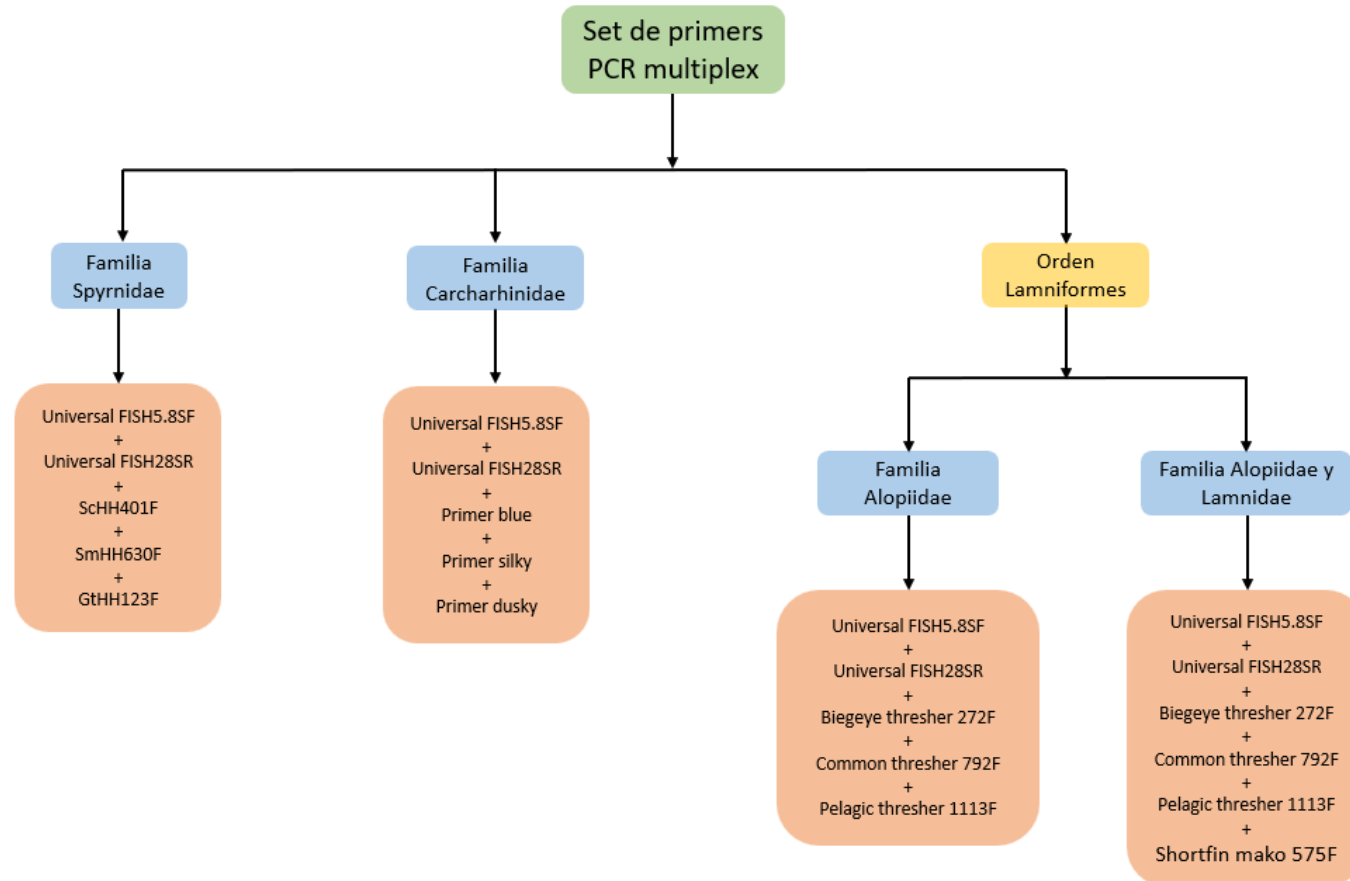 Set de primers
PCR multiplex
Familia
Spyrnidae
Familia
Carcharhinidae
Orden
Lamniformes
Universal FISH5.8SF
+
Universal FISH28SR
+
ScHH401F
+
SmHH630F
+
GtHH123F
Universal FISH5.8SF
+
Universal FISH28SR
+
Primer blue
+
Primer silky
+
Primer dusky
Familia
Alopiidae
Familia Alopiidae y
Lamnidae
Universal FISH5.8SF
+
Universal FISH28SR
+
Biegeye thresher 272F
+
Common thresher 792F
+
Pelagic thresher 1113F
Universal FISH5.8SF
+
Universal FISH28SR
+
Biegeye thresher 272F
+
Common thresher 792F
+
Pelagic thresher 1113F
+
Shortfin mako 575F